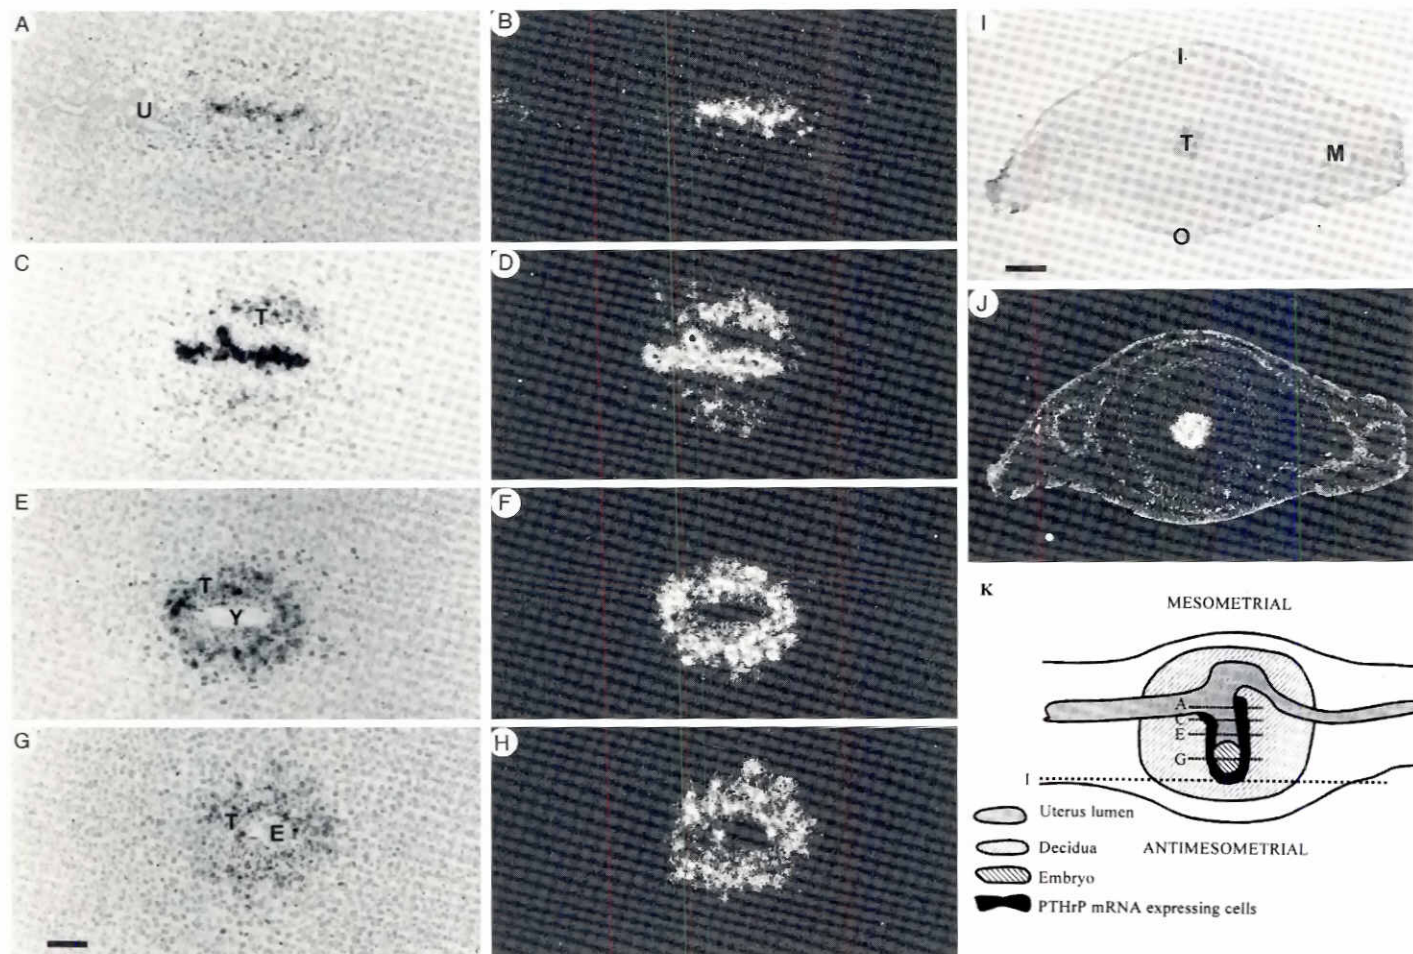 A
U
B
C
T
D
E
T
Y
F
G
T
E
H
I
I
T
M
O
J
K
MESOMETRIAL
A
C
E
G
I
Uterus lumen
Decidua
ANTIMESOMETRIAL
Embryo
PTHrP mRNA expressing cells